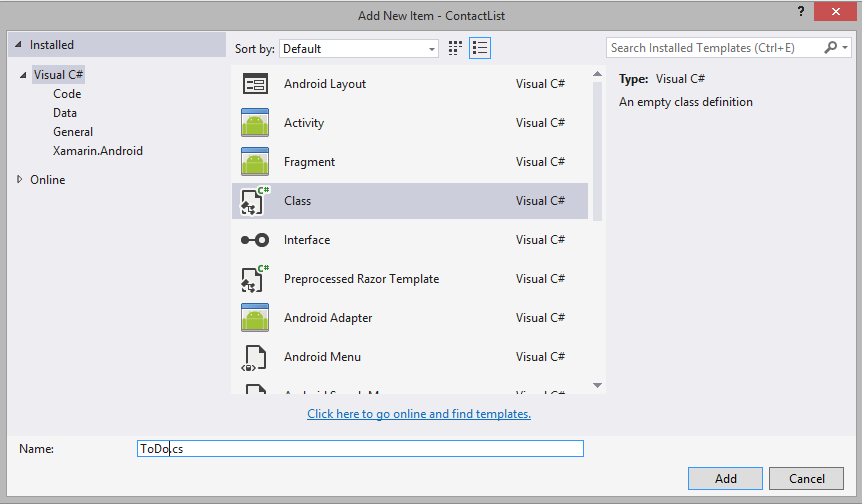 Add New Item - ContactList
?
Installed
Visual C#
Code
Data
General
Xamarin.Android
Online
Sort by: Default
Search Installed Templates (Ctrl+E)
Android Layout Visual C#
Activity Visual C#
Fragment Visual C#
C# Class Visual C#
Interface Visual C#
C# Preprocessed Razor Template Visual C#
Android Adapter Visual C#
Android Menu Visual C#
Type: Visual C#
An empty class definition
Click here to go online and find templates.
Name: ToDo.cs
Add Cancel